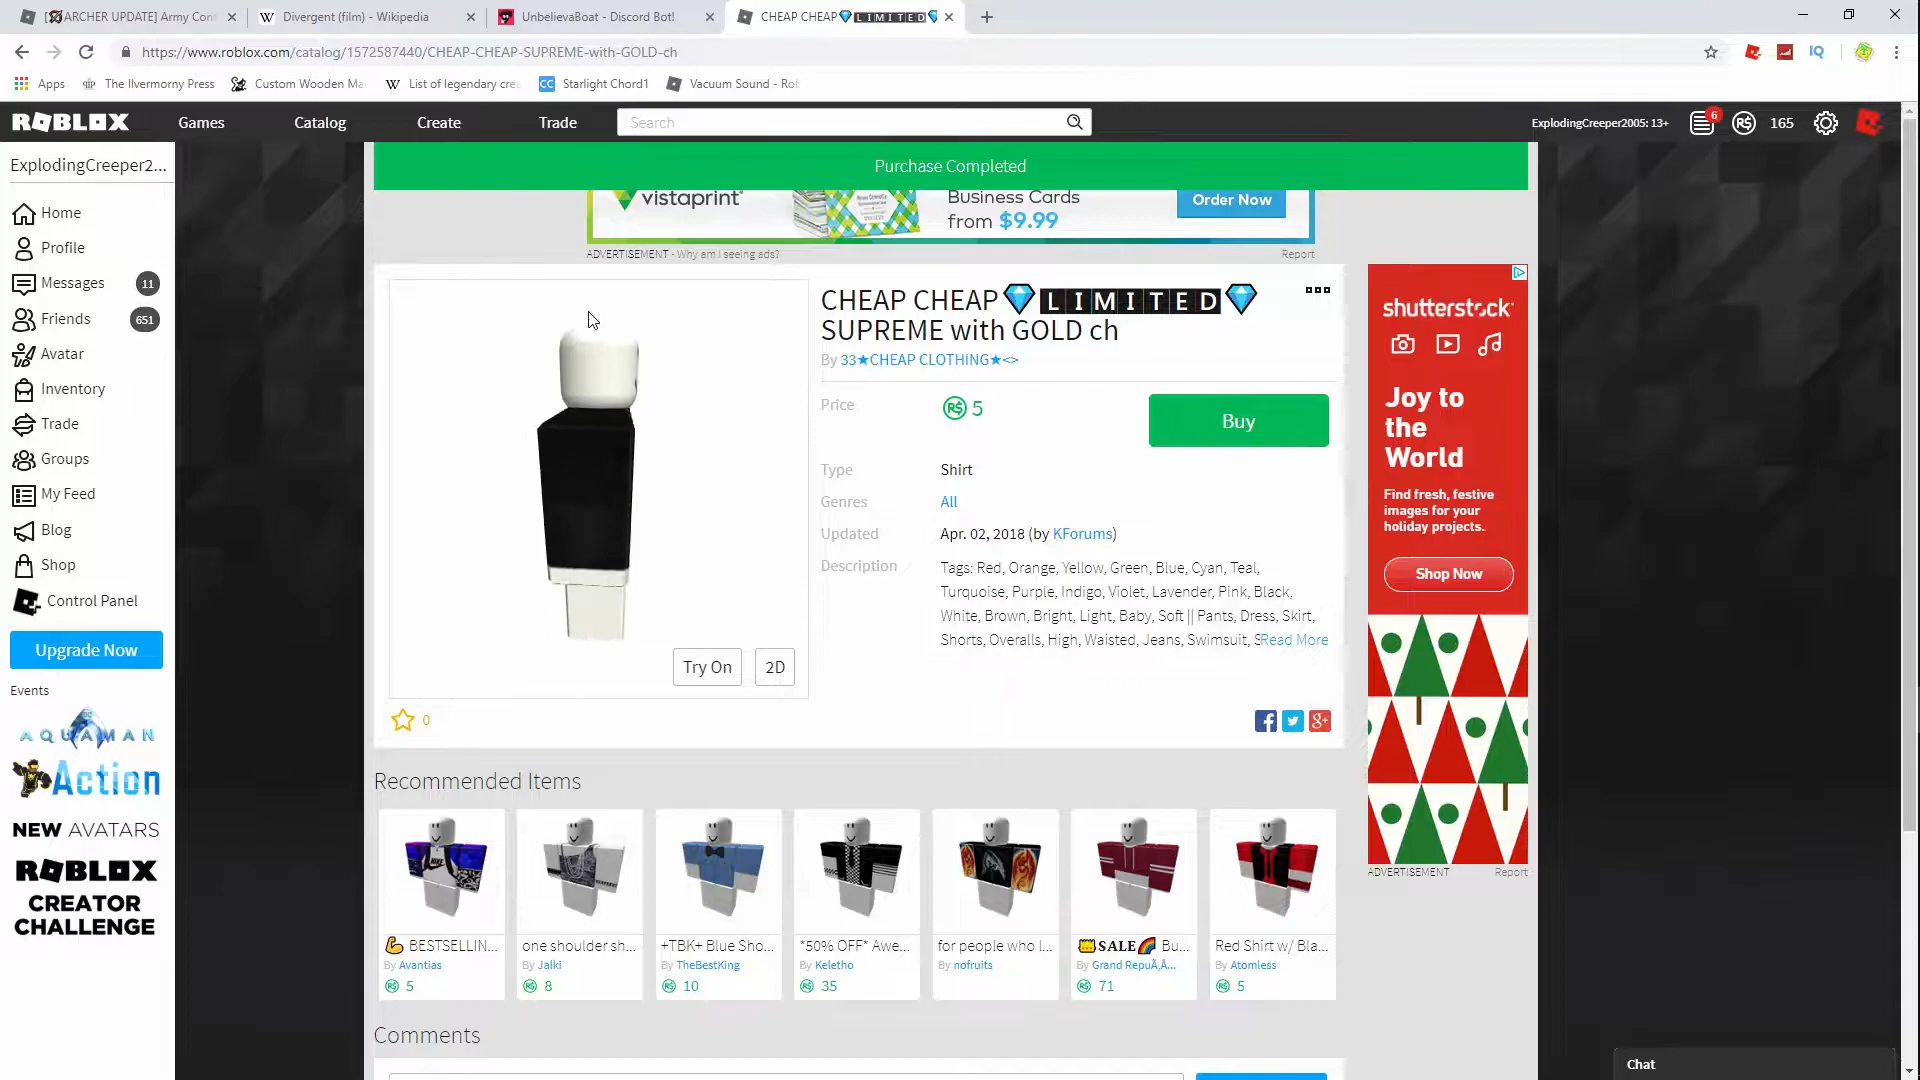 [ARCHER UPDATE] Army Cont
Divergent (film) - Wikipedia
UnbelievaBoat - Discord Bot!
CHEAP CHEAP💎🅻🅸🅼🅸🆃🅴🅳💎
https://www.roblox.com/catalog/1572587440/CHEAP-CHEAP-SUPREME-with-GOLD-ch
Apps
The Ilvermorny Press
Custom Wooden Ma
List of legendary crea
Starlight Chord1
Vacuum Sound - Rob
ROBLOX
Games
Catalog
Create
Trade
Search
ExplodingCreeper2005: 13+
6
165
ExplodingCreeper2...
Home
Profile
Messages 11
Friends 651
Avatar
Inventory
Trade
Groups
My Feed
Blog
Shop
Control Panel
Upgrade Now
Events
AQUAMAN
Action
NEW AVATARS
ROBLOX
CREATOR
CHALLENGE
Purchase Completed
vistaprint
Business Cards
from $9.99
Order Now
ADVERTISEMENT - Why am I seeing ads?
Report
CHEAP CHEAP💎🅻🅸🅼🅸🆃🅴🅳💎
SUPREME with GOLD ch
By 33★CHEAP CLOTHING★<>
Price R$ 5
Buy
Type Shirt
Genres All
Updated Apr. 02, 2018 (by KForums)
Description Tags: Red, Orange, Yellow, Green, Blue, Cyan, Teal,
Turquoise, Purple, Indigo, Violet, Lavender, Pink, Black,
White, Brown, Bright, Light, Baby, Soft || Pants, Dress, Skirt,
Shorts, Overalls, High, Waisted, Jeans, Swimsuit, SRead More
Try On
2D
0
Recommended Items
💪 BESTSELLIN...
By Avantias
R$ 5
one shoulder sh...
By Jalki
R$ 8
+TBK+ Blue Sho...
By TheBestKing
R$ 10
*50% OFF* Awe...
By Keletho
R$ 35
for people who l...
By nofruits
SALE🌈 Bu...
By Grand RepuÃ‚Â...
R$ 71
Red Shirt w/ Bla...
By Atomless
R$ 5
Comments
shutterstock
Joy to
the
World
Find fresh, festive
images for your
holiday projects.
Shop Now
ADVERTISEMENT
Report
Chat